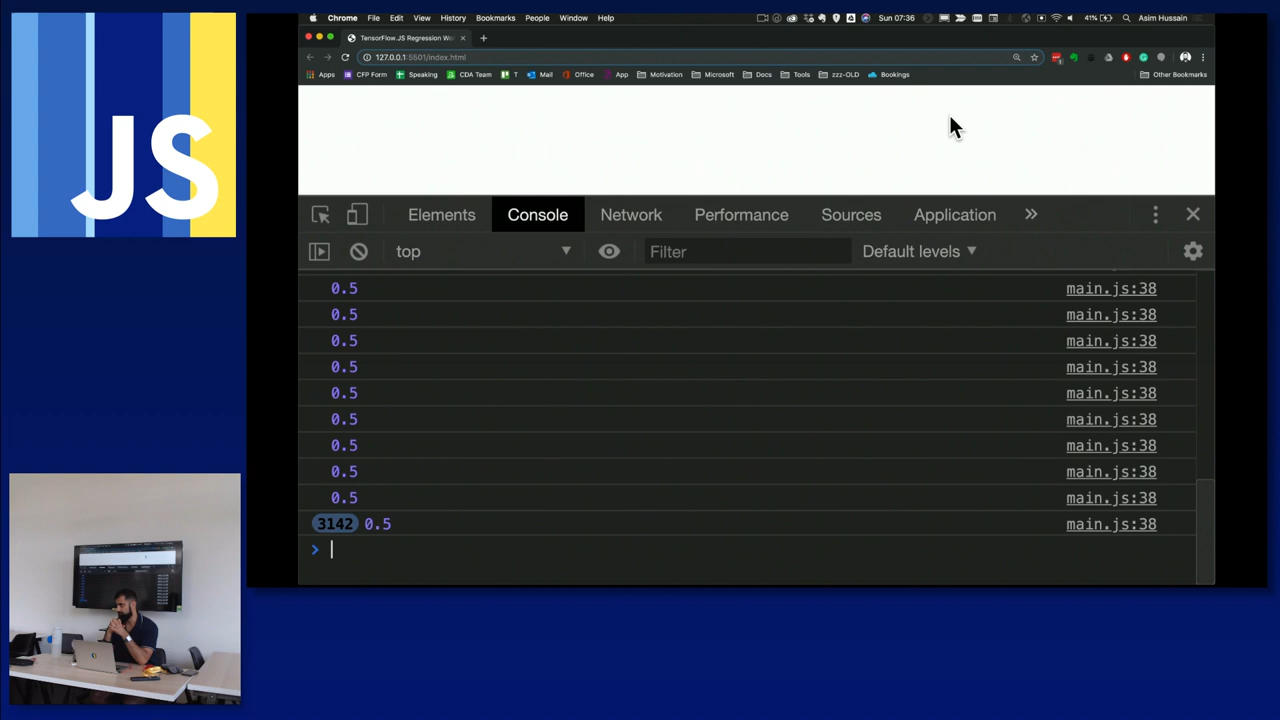 JS
Chrome File Edit View History Bookmarks People Window Help Sun 07:36 41% Asim Hussain
TensorFlow.JS Regression Wo
127.0.0.1:5501/index.html
Apps CFP Form Speaking CDA Team T Mail Office App Motivation Microsoft Docs Tools zzz-OLD Bookings Other Bookmarks
Elements Console Network Performance Sources Application »
top Filter Default levels
0.5 main.js:38
0.5 main.js:38
0.5 main.js:38
0.5 main.js:38
0.5 main.js:38
0.5 main.js:38
0.5 main.js:38
0.5 main.js:38
0.5 main.js:38
3142 0.5 main.js:38
>